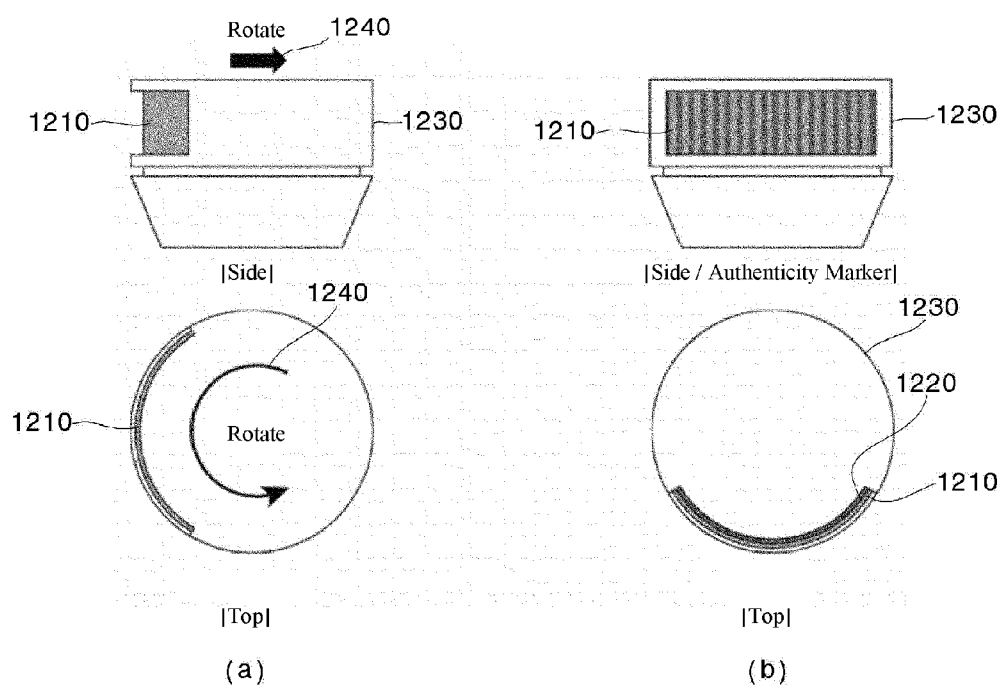 Rotate 1240
1210 1230 1210 1230
|Side| |Side / Authenticity Marker|
1240 1230
1220
1210 Rotate 1210
|Top| |Top|
(a) (b)